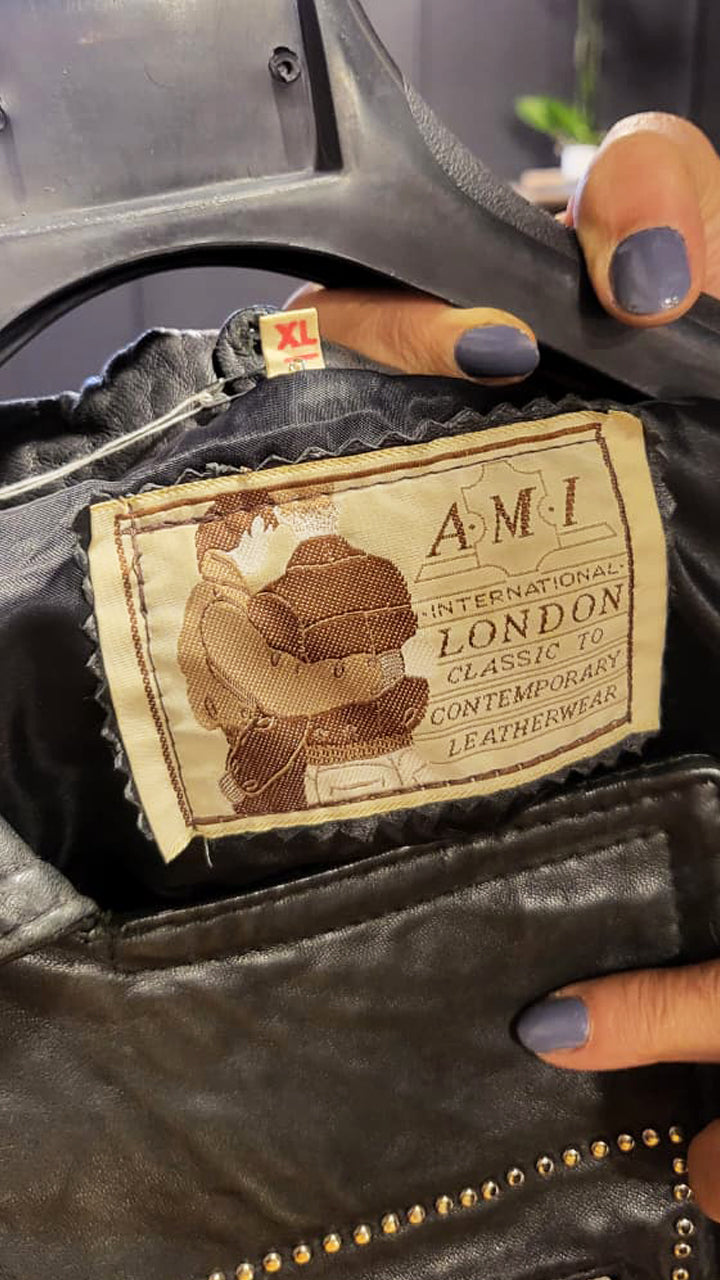 XL
A·M·I
·INTERNATIONAL·
LONDON
CLASSIC TO
CONTEMPORARY
LEATHERWEAR